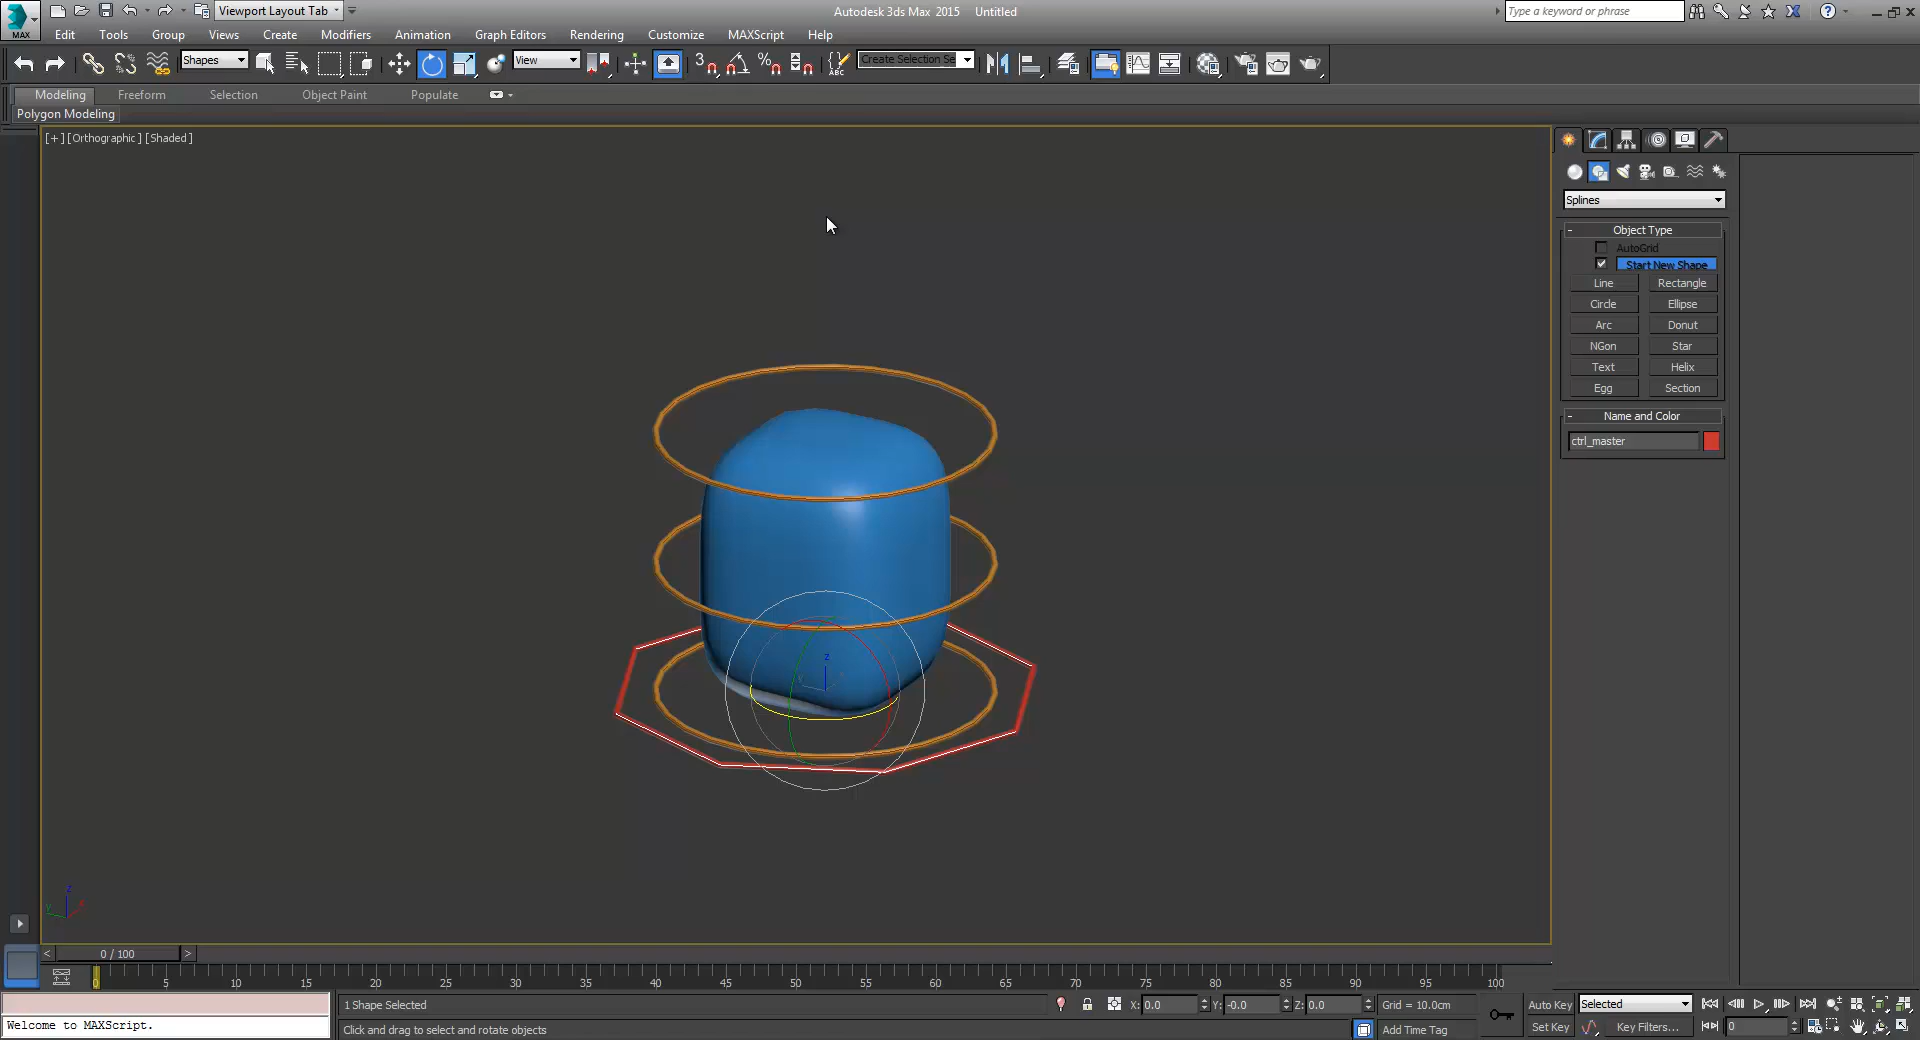 Viewport Layout Tab
Autodesk 3ds Max 2015 Untitled
Type a keyword or phrase
MAX
Edit Tools Group Views Create Modifiers Animation Graph Editors Rendering Customize MAXScript Help
Shapes
View
3
ABC
Create Selection Se
Modeling Freeform Selection Object Paint Populate
Polygon Modeling
[+][Orthographic][Shaded]
Splines
- Object Type
AutoGrid
Start New Shape
Line Rectangle
Circle Ellipse
Arc Donut
NGon Star
Text Helix
Egg Section
- Name and Color
ctrl_master
z
z
y x
< 0 / 100 >
0 5 10 15 20 25 30 35 40 45 50 55 60 65 70 75 80 85 90 95 100
1 Shape Selected
X: 0.0 Y: -0.0 Z: 0.0 Grid = 10.0cm
Auto Key Selected
Welcome to MAXScript.
Click and drag to select and rotate objects
Add Time Tag
Set Key Key Filters... 0